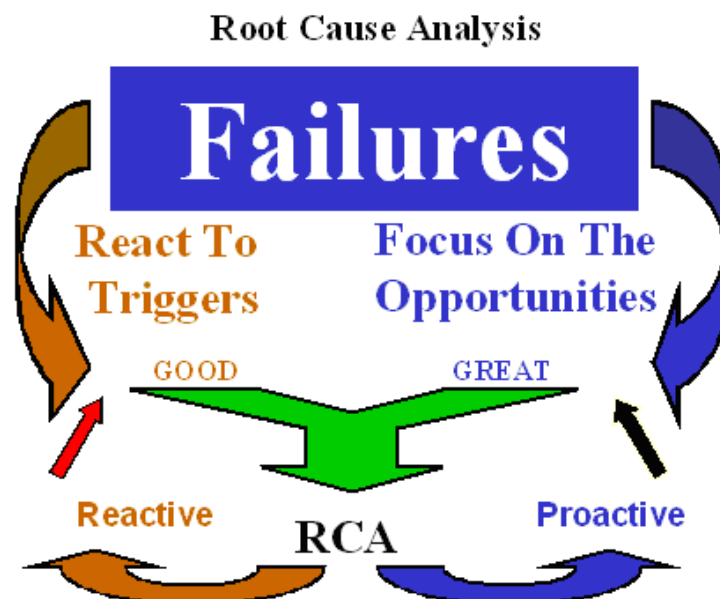 Root Cause Analysis
Failures
React To
Triggers
Focus On The
Opportunities
GOOD
GREAT
Reactive
RCA
Proactive